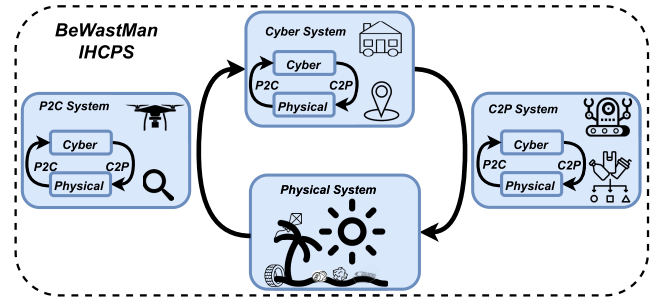 BeWastMan
IHCPS
Cyber System
Cyber
P2C
C2P
Physical
P2C System
Cyber
P2C
C2P
Physical
C2P System
Cyber
P2C
C2P
Physical
Physical System